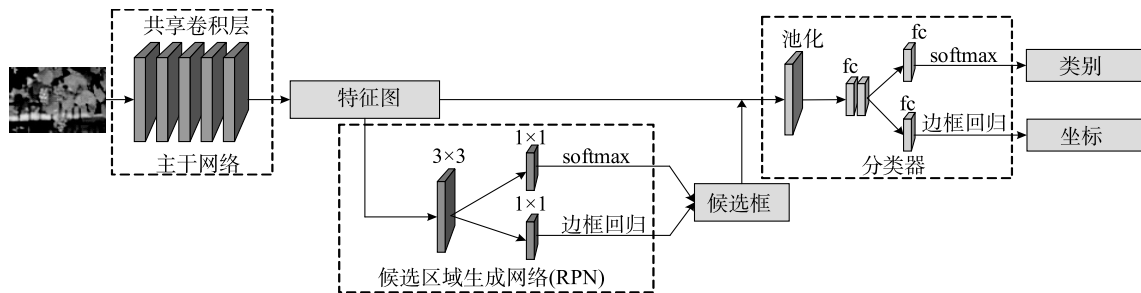 共享卷积层
主干网络
特征图
3×3
1×1
softmax
1×1
边框回归
候选区域生成网络(RPN)
候选框
池化
fc
fc
softmax
fc
边框回归
分类器
类别
坐标